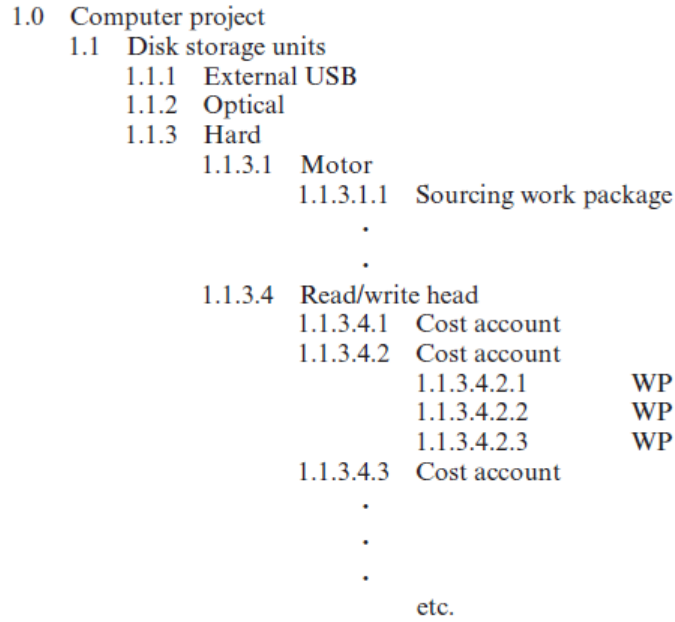 1.0 Computer project
1.1 Disk storage units
1.1.1 External USB
1.1.2 Optical
1.1.3 Hard
1.1.3.1 Motor
1.1.3.1.1 Sourcing work package
.
.
1.1.3.4 Read/write head
1.1.3.4.1 Cost account
1.1.3.4.2 Cost account
1.1.3.4.2.1 WP
1.1.3.4.2.2 WP
1.1.3.4.2.3 WP
1.1.3.4.3 Cost account
.
.
.
etc.